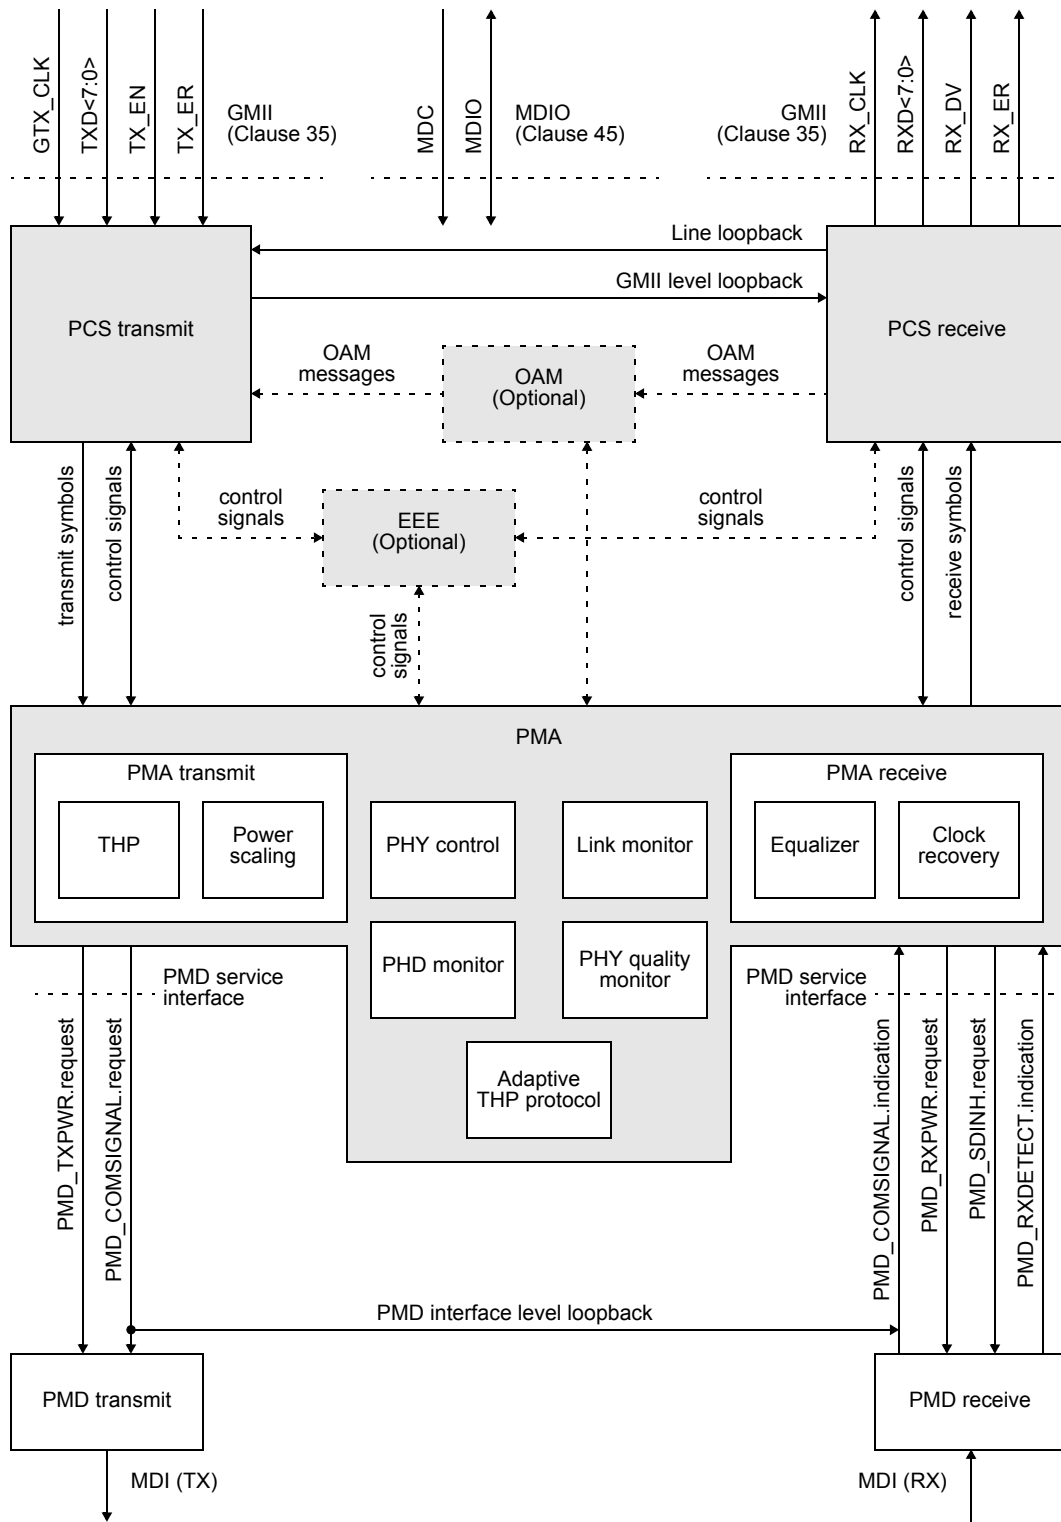 GTX_CLK
TXD<7:0>
TX_EN
TX_ER
GMII
(Clause 35)
MDC
MDIO
MDIO
(Clause 45)
GMII
(Clause 35)
RX_CLK
RXD<7:0>
RX_DV
RX_ER
Line loopback
GMII level loopback
PCS transmit
PCS receive
OAM
messages
OAM
(Optional)
OAM
messages
transmit symbols
control signals
control
signals
EEE
(Optional)
control
signals
control signals
receive symbols
control
signals
PMA
PMA transmit
THP
Power
scaling
PHY control
Link monitor
PMA receive
Equalizer
Clock
recovery
PHD monitor
PHY quality
monitor
Adaptive
THP protocol
PMD service
interface
PMD service
interface
PMD_TXPWR.request
PMD_COMSIGNAL.request
PMD_COMSIGNAL.indication
PMD_RXPWR.request
PMD_SDINH.request
PMD_RXDETECT.indication
PMD interface level loopback
PMD transmit
PMD receive
MDI (TX)
MDI (RX)